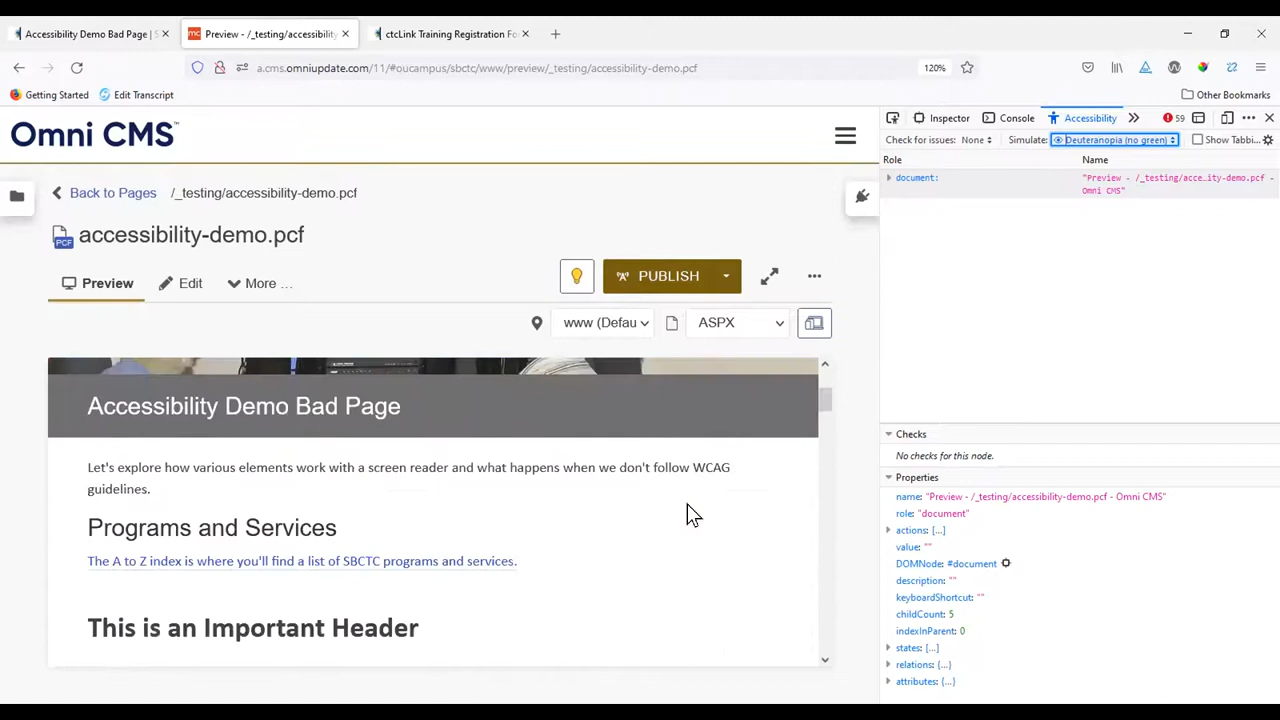 Accessibility Demo Bad Page | S
Preview - /_testing/accessibility
ctcLink Training Registration Fo
a.cms.omniupdate.com/11/#oucampus/sbctc/www/preview/_testing/accessibility-demo.pcf
120%
Getting Started
Edit Transcript
Other Bookmarks
Omni CMS™
Back to Pages
/_testing/accessibility-demo.pcf
PCF
accessibility-demo.pcf
Preview
Edit
More ...
PUBLISH
www (Defau
ASPX
Accessibility Demo Bad Page
Let's explore how various elements work with a screen reader and what happens when we don't follow WCAG
guidelines.
Programs and Services
The A to Z index is where you'll find a list of SBCTC programs and services.
This is an Important Header
Inspector
Console
Accessibility
59
Check for issues: None
Simulate:
Deuteranopia (no green)
Show Tabbi...
Role
Name
document:
"Preview - /_testing/acce…ity-demo.pcf -
Omni CMS"
Checks
No checks for this node.
Properties
name: "Preview - /_testing/accessibility-demo.pcf - Omni CMS"
role: "document"
actions: […]
value: ""
DOMNode: #document
description: ""
keyboardShortcut: ""
childCount: 5
indexInParent: 0
states: […]
relations: {…}
attributes: {…}